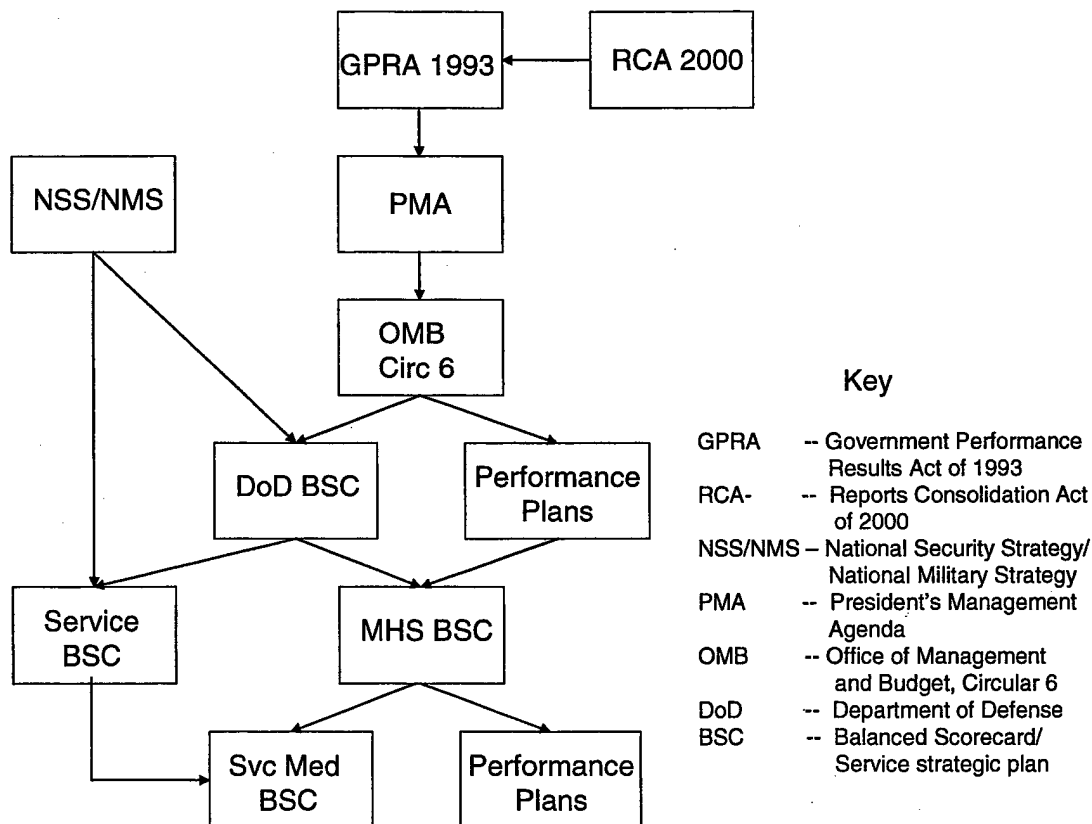 GPRA 1993
RCA 2000
NSS/NMS
PMA
OMB
Circ 6
DoD BSC
Performance
Plans
Service
BSC
MHS BSC
Svc Med
BSC
Performance
Plans
Key
GPRA -- Government Performance
Results Act of 1993
RCA- -- Reports Consolidation Act
of 2000
NSS/NMS – National Security Strategy/
National Military Strategy
PMA -- President's Management
Agenda
OMB -- Office of Management
and Budget, Circular 6
DoD -- Department of Defense
BSC -- Balanced Scorecard/
Service strategic plan